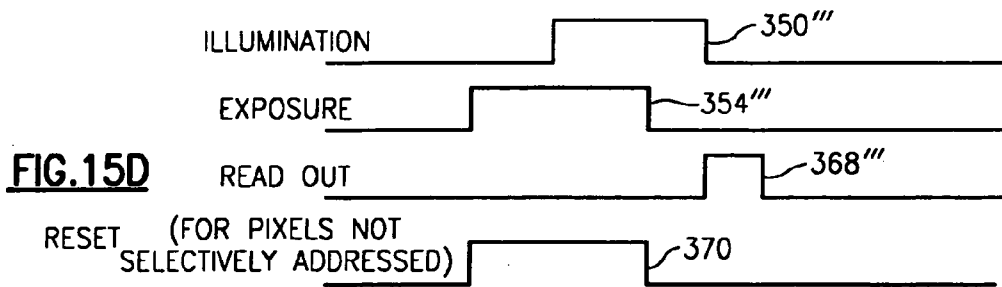 ILLUMINATION
350'''
EXPOSURE
354'''
FIG.15D
READ OUT
368'''
RESET (FOR PIXELS NOT
SELECTIVELY ADDRESSED)
370